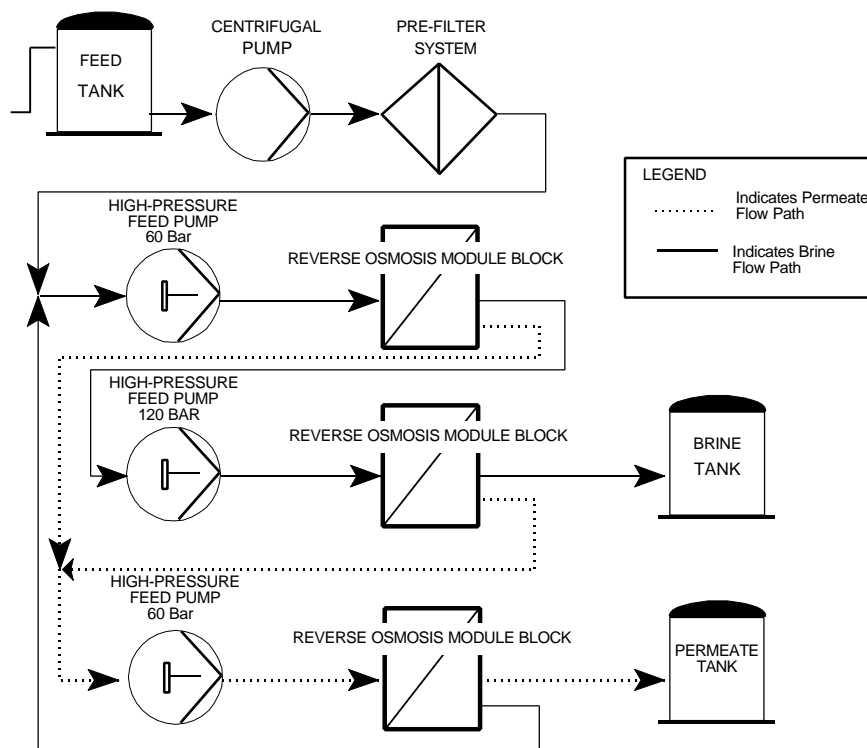 FEED
TANK
CENTRIFUGAL
PUMP
PRE-FILTER
SYSTEM
LEGEND
Indicates Permeate
Flow Path
Indicates Brine
Flow Path
HIGH-PRESSURE
FEED PUMP
60 Bar
REVERSE OSMOSIS MODULE BLOCK
HIGH-PRESSURE
FEED PUMP
120 BAR
REVERSE OSMOSIS MODULE BLOCK
BRINE
TANK
HIGH-PRESSURE
FEED PUMP
60 Bar
REVERSE OSMOSIS MODULE BLOCK
PERMEATE
TANK